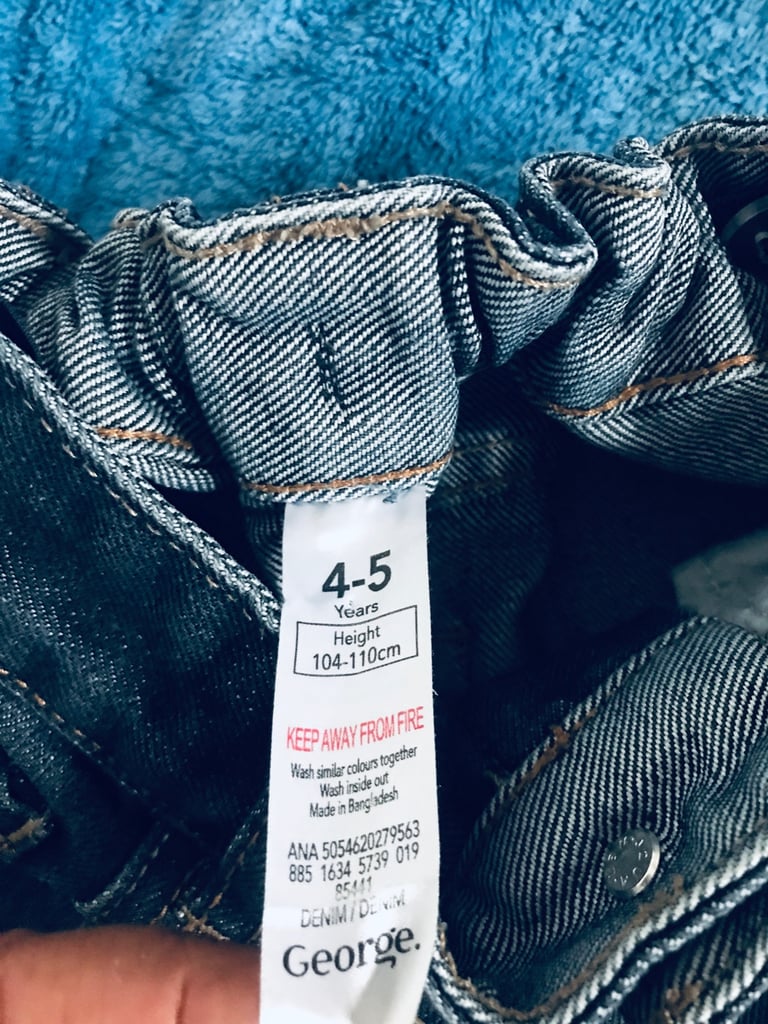 4-5
Years
Height
104-110cm
KEEP AWAY FROM FIRE
Wash similar colours together
Wash inside out
Made in Bangladesh
ANA 5054620279563
885 1634 5739 019
85441
DENIM / DENIM
George.